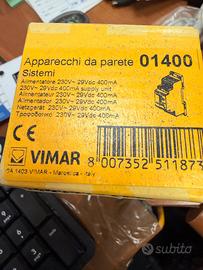 Apparecchi da parete 01400
Sistemi
Alimentatore 230V~ 29Vdc 400mA
230V~ 29Vdc 400mA supply unit
Alimentateur 230V~ 29Vdc 400mA
Alimentador 230V~ 29Vdc 400mA
Netzgerät 230V~ 29Vdc 400mA
Τροφοδοτικό 230V~ 29Vdc 400mA
CE
VIMAR
8 007352 511873
VIMAR - Marostica - Italy
subito